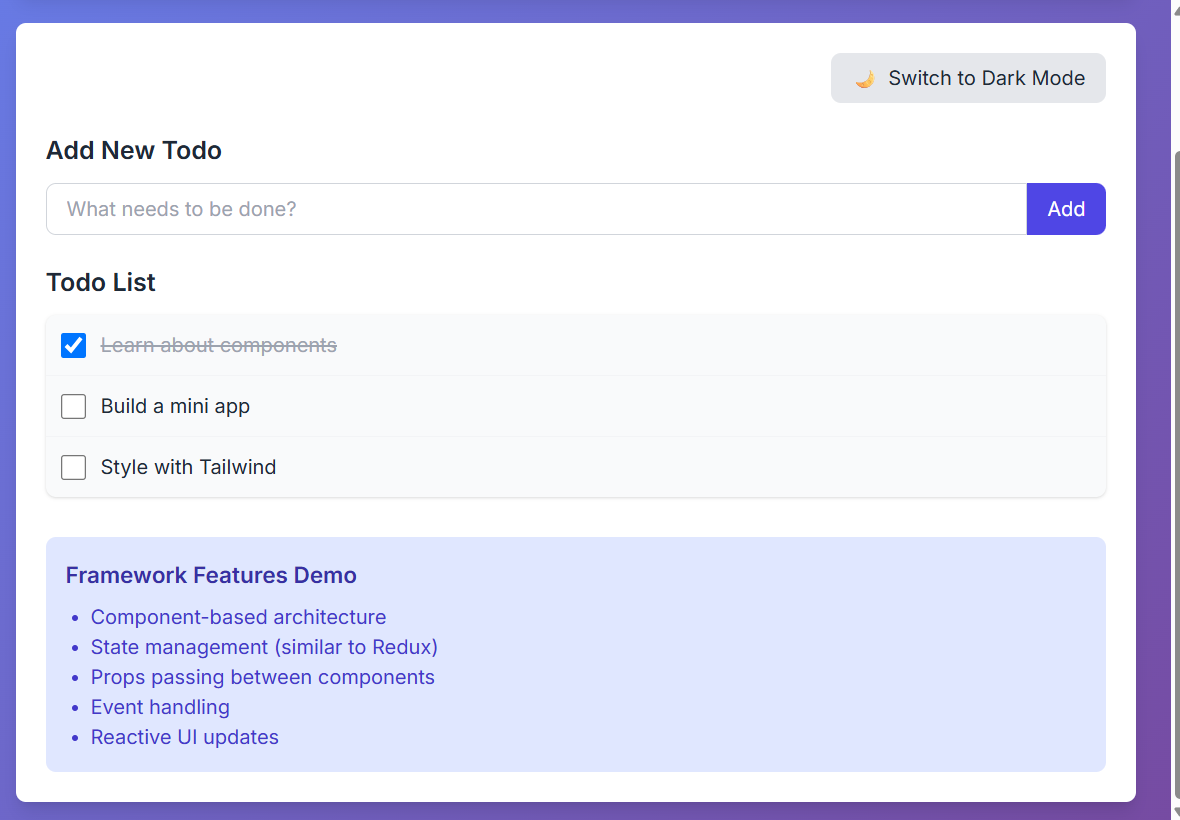 🌙 Switch to Dark Mode
Add New Todo
What needs to be done?
Add
Todo List
Learn about components
Build a mini app
Style with Tailwind
Framework Features Demo
• Component-based architecture
• State management (similar to Redux)
• Props passing between components
• Event handling
• Reactive UI updates